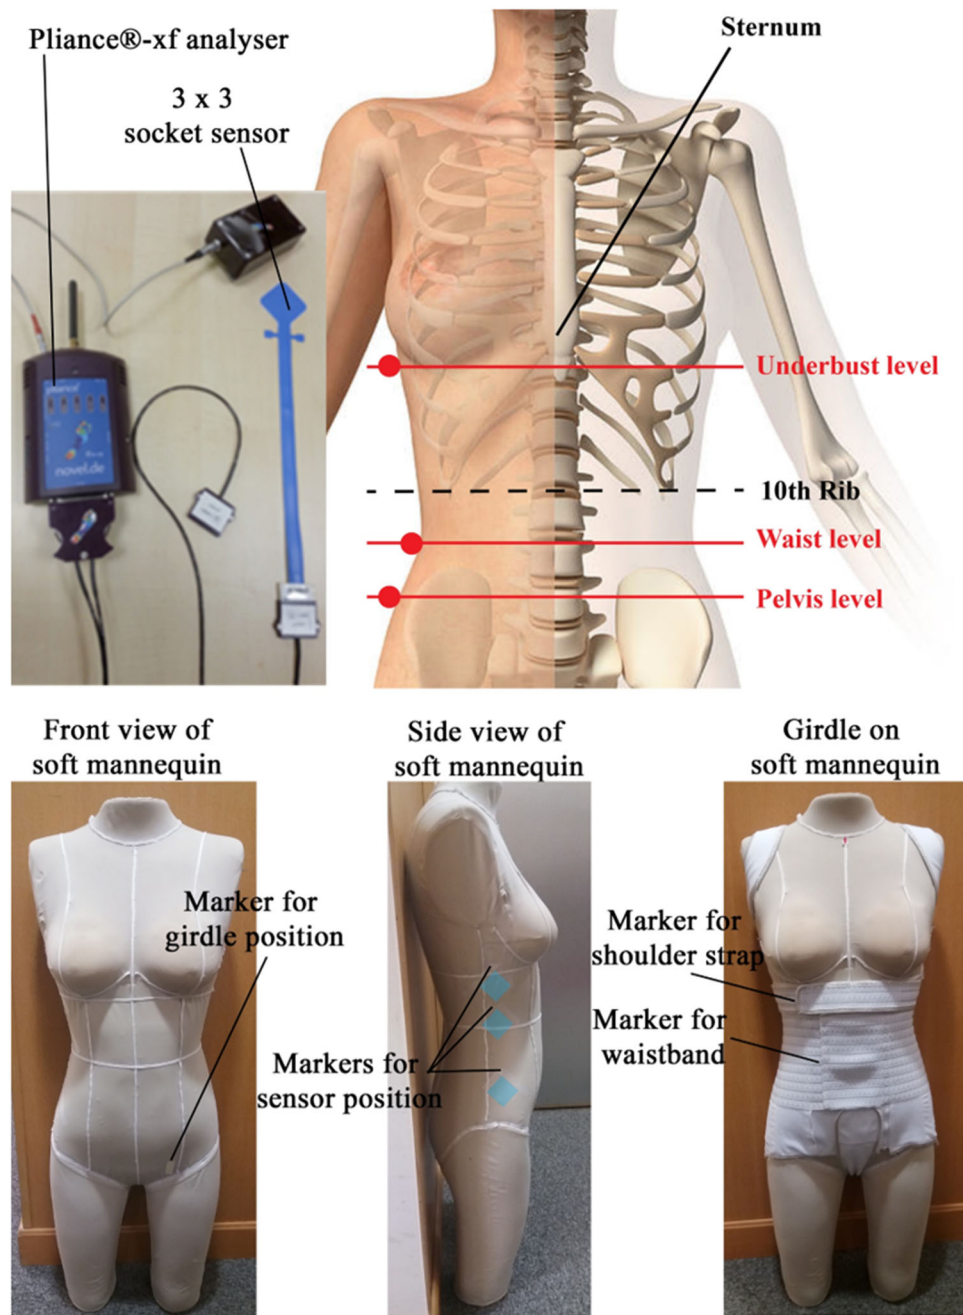 Pliance®-xf analyser
3 x 3
socket sensor
Sternum
pliance
novel.de
Underbust level
10th Rib
Waist level
Pelvis level
Front view of
soft mannequin
Side view of
soft mannequin
Girdle on
soft mannequin
Marker for
girdle position
Markers for
sensor position
Marker for
shoulder strap
Marker for
waistband